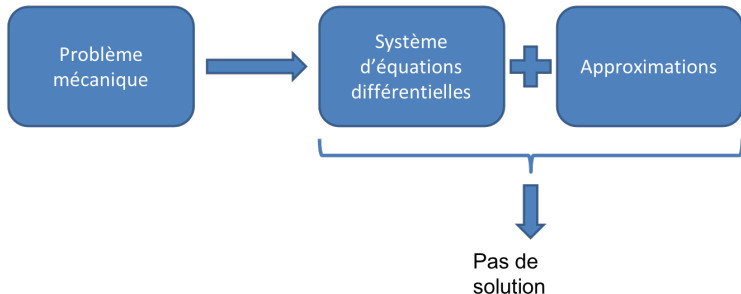 Problème
mécanique
Système
d'équations
différentielles
Approximations
Pas de
solution